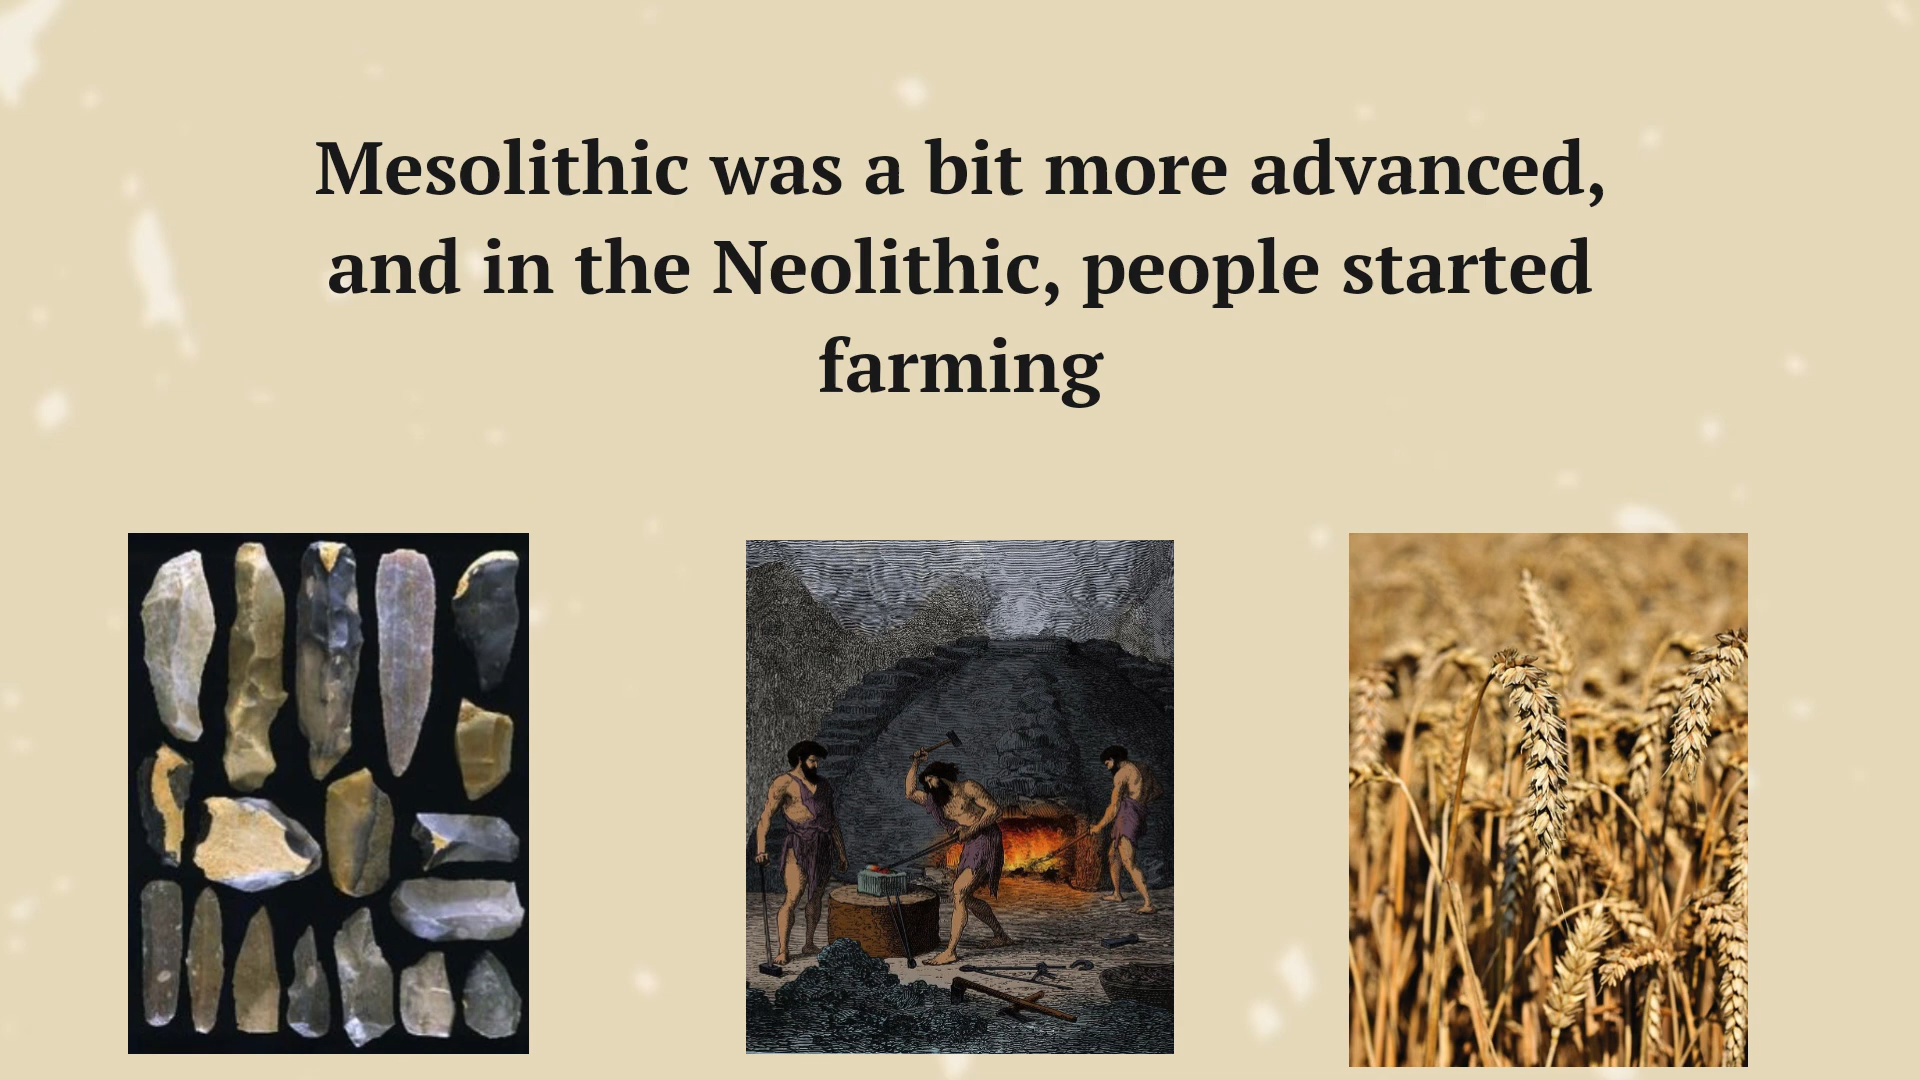 Mesolithic was a bit more advanced,
and in the Neolithic, people started
farming